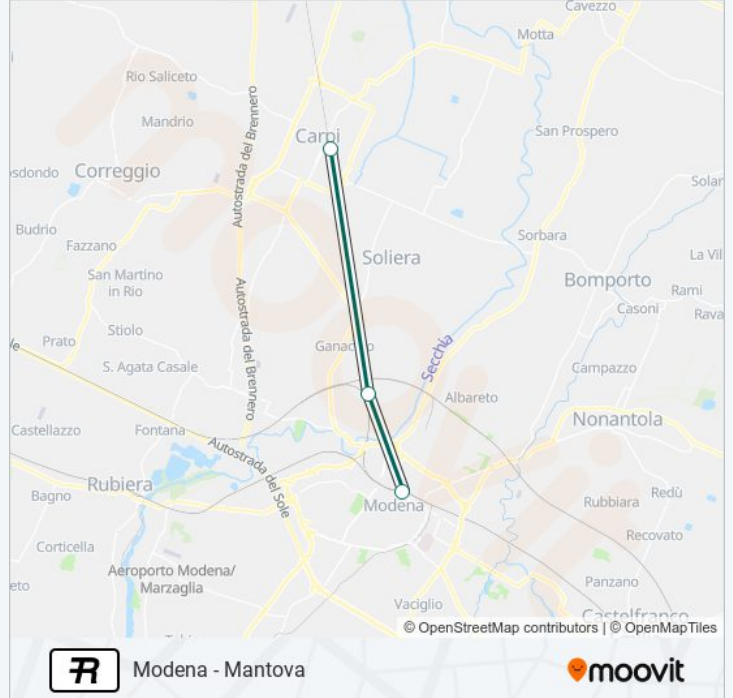 Cavezzo
Motta
Rio Saliceto
Mandrio
Carpi
San Prospero
Autostrada del Brennero
osdondo
Correggio
Solar
Budrio
Fazzano
Sorbara
Soliera
La Vil
San Martino
in Rio
Bomporto
Rami
Casoni
Rava
Autostrada del Brennero
Stiolo
Prato
Ganaceto
Secchia
S. Agata Casale
Campazzo
Albareto
Nonantola
Castellazzo
Fontana
Autostrada del Sole
Rubiera
Bagno
Modena
Redù
Rubbiara
Recovato
Corticella
Aeroporto Modena/
Marzaglia
Panzano
Vaciglio
Castelfranco
© OpenStreetMap contributors | © OpenMapTiles
R Modena - Mantova
moovit